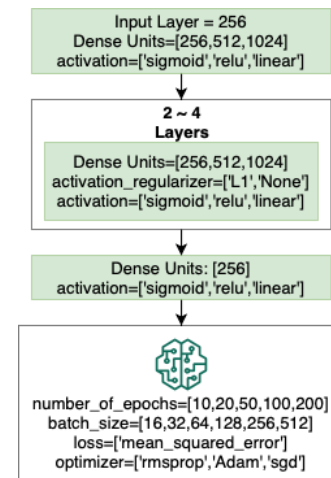 Input Layer = 256
Dense Units=[256,512,1024]
activation=['sigmoid','relu','linear']
2 ~ 4
Layers
Dense Units=[256,512,1024]
activation_regularizer=['L1','None']
activation=['sigmoid','relu','linear']
Dense Units: [256]
activation=['sigmoid','relu','linear']
number_of_epochs=[10,20,50,100,200]
batch_size=[16,32,64,128,256,512]
loss=['mean_squared_error']
optimizer=['rmsprop','Adam','sgd']